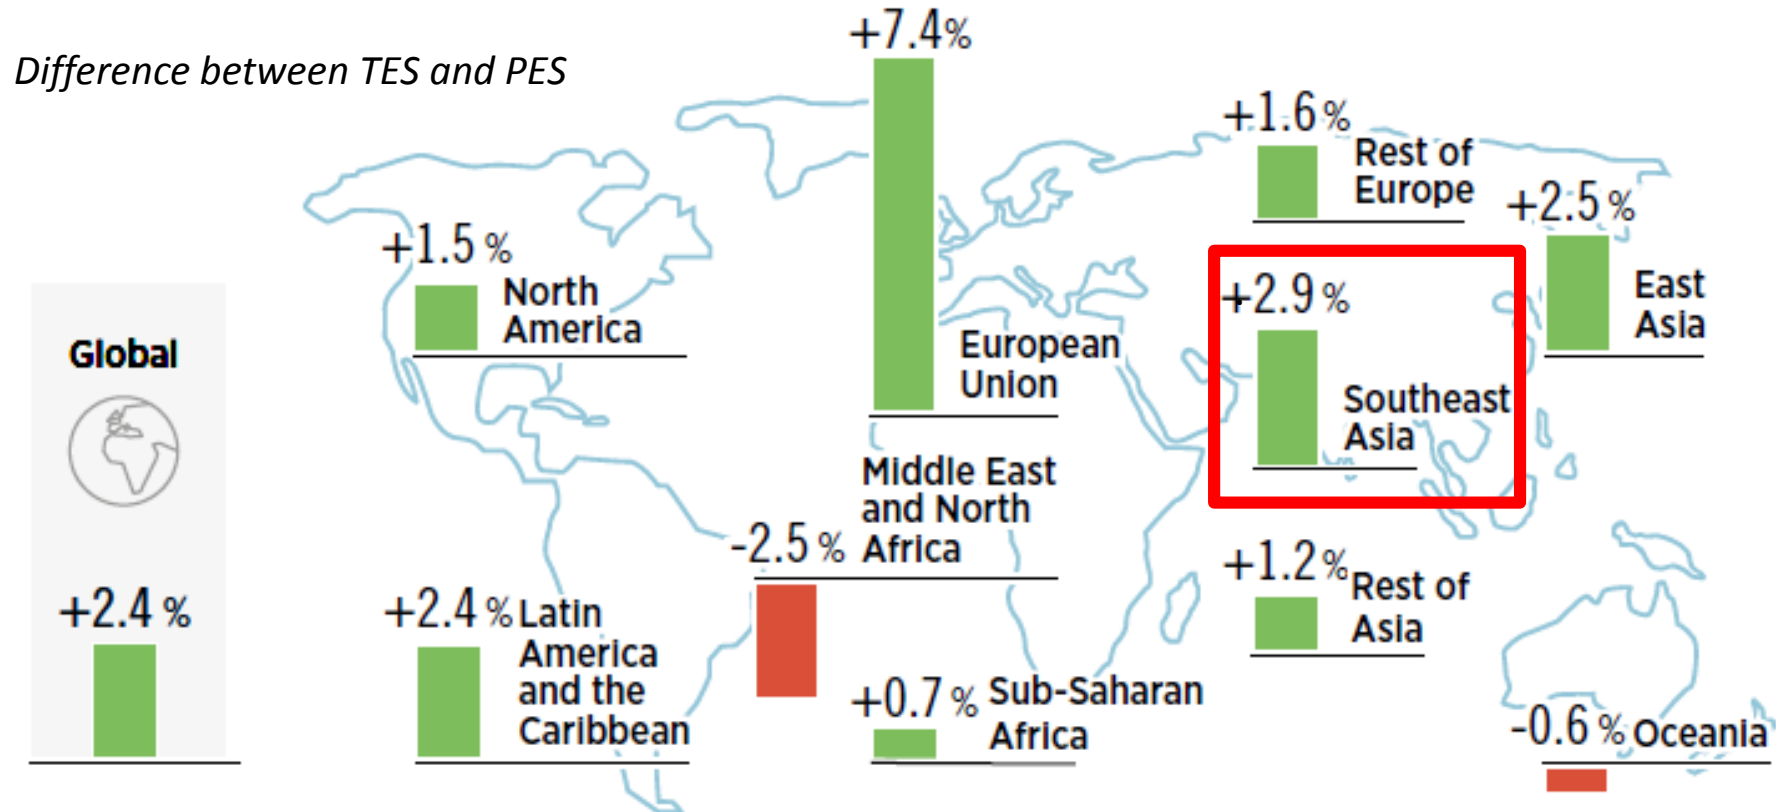 Difference between TES and PES
+7.4%
European
Union
+1.6 %
Rest of
Europe
+2.5 %
East
Asia
+1.5 %
North
America
+2.9 %
Southeast
Asia
Global
+2.4 %
+2.4 % Latin
America
and the
Caribbean
Middle East
and North
-2.5 % Africa
+0.7 % Sub-Saharan
Africa
+1.2% Rest of
Asia
-0.6 % Oceania